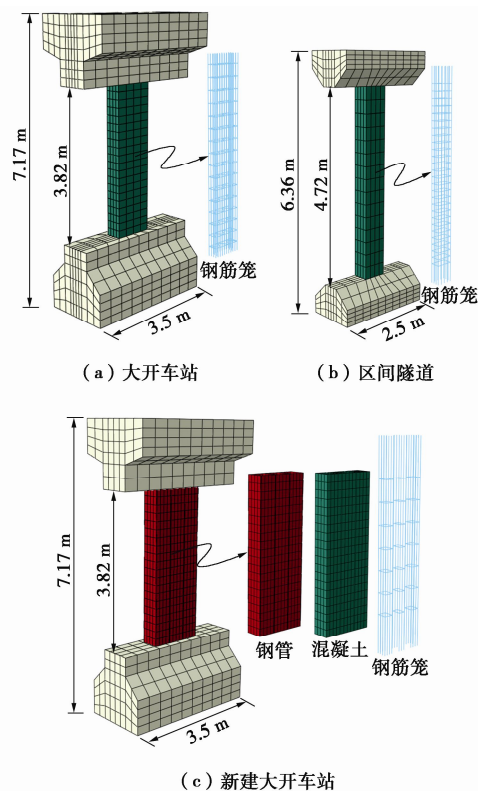 7.17 m
3.82 m
钢筋笼
3.5 m
(a)大开车站
6.36 m
4.72 m
钢筋笼
2.5 m
(b)区间隧道
7.17 m
3.82 m
钢管
混凝土
钢筋笼
3.5 m
(c)新建大开车站